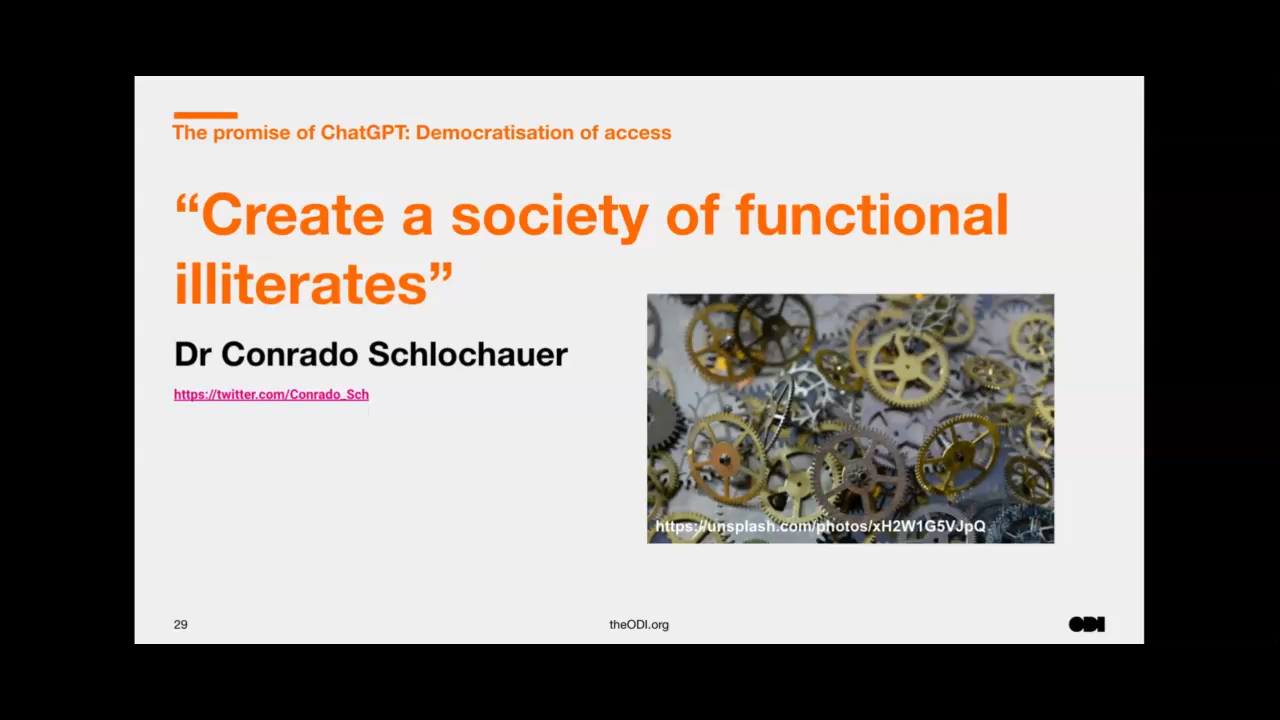 The promise of ChatGPT: Democratisation of access
“Create a society of functional
illiterates”
Dr Conrado Schlochauer
https://twitter.com/Conrado_Sch
https://unsplash.com/photos/xH2W1G5VJpQ
29
theODI.org
ODI